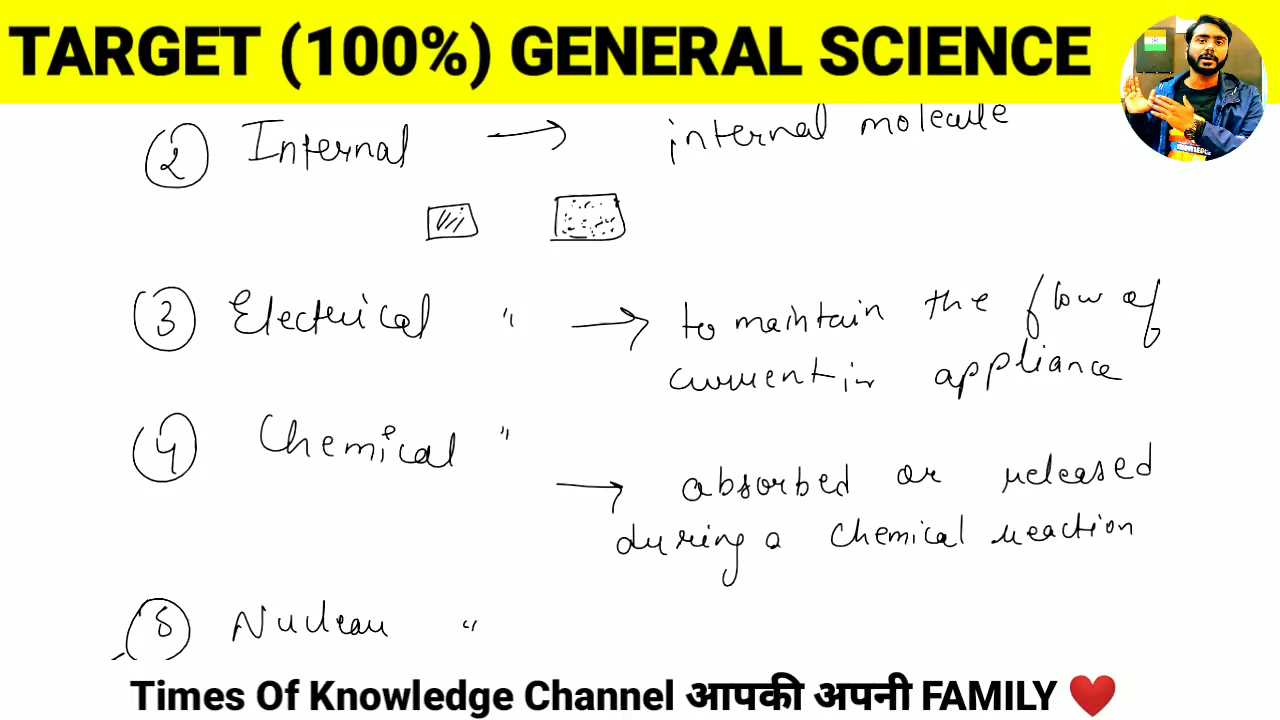 TARGET (100%) GENERAL SCIENCE
② Internal → internal molecule
③ Electrical " → to maintain the flow of
current in appliance
④ Chemical "
→ absorbed or released
during a chemical reaction
⑤ Nuclear "
Times Of Knowledge Channel आपकी अपनी FAMILY ❤️